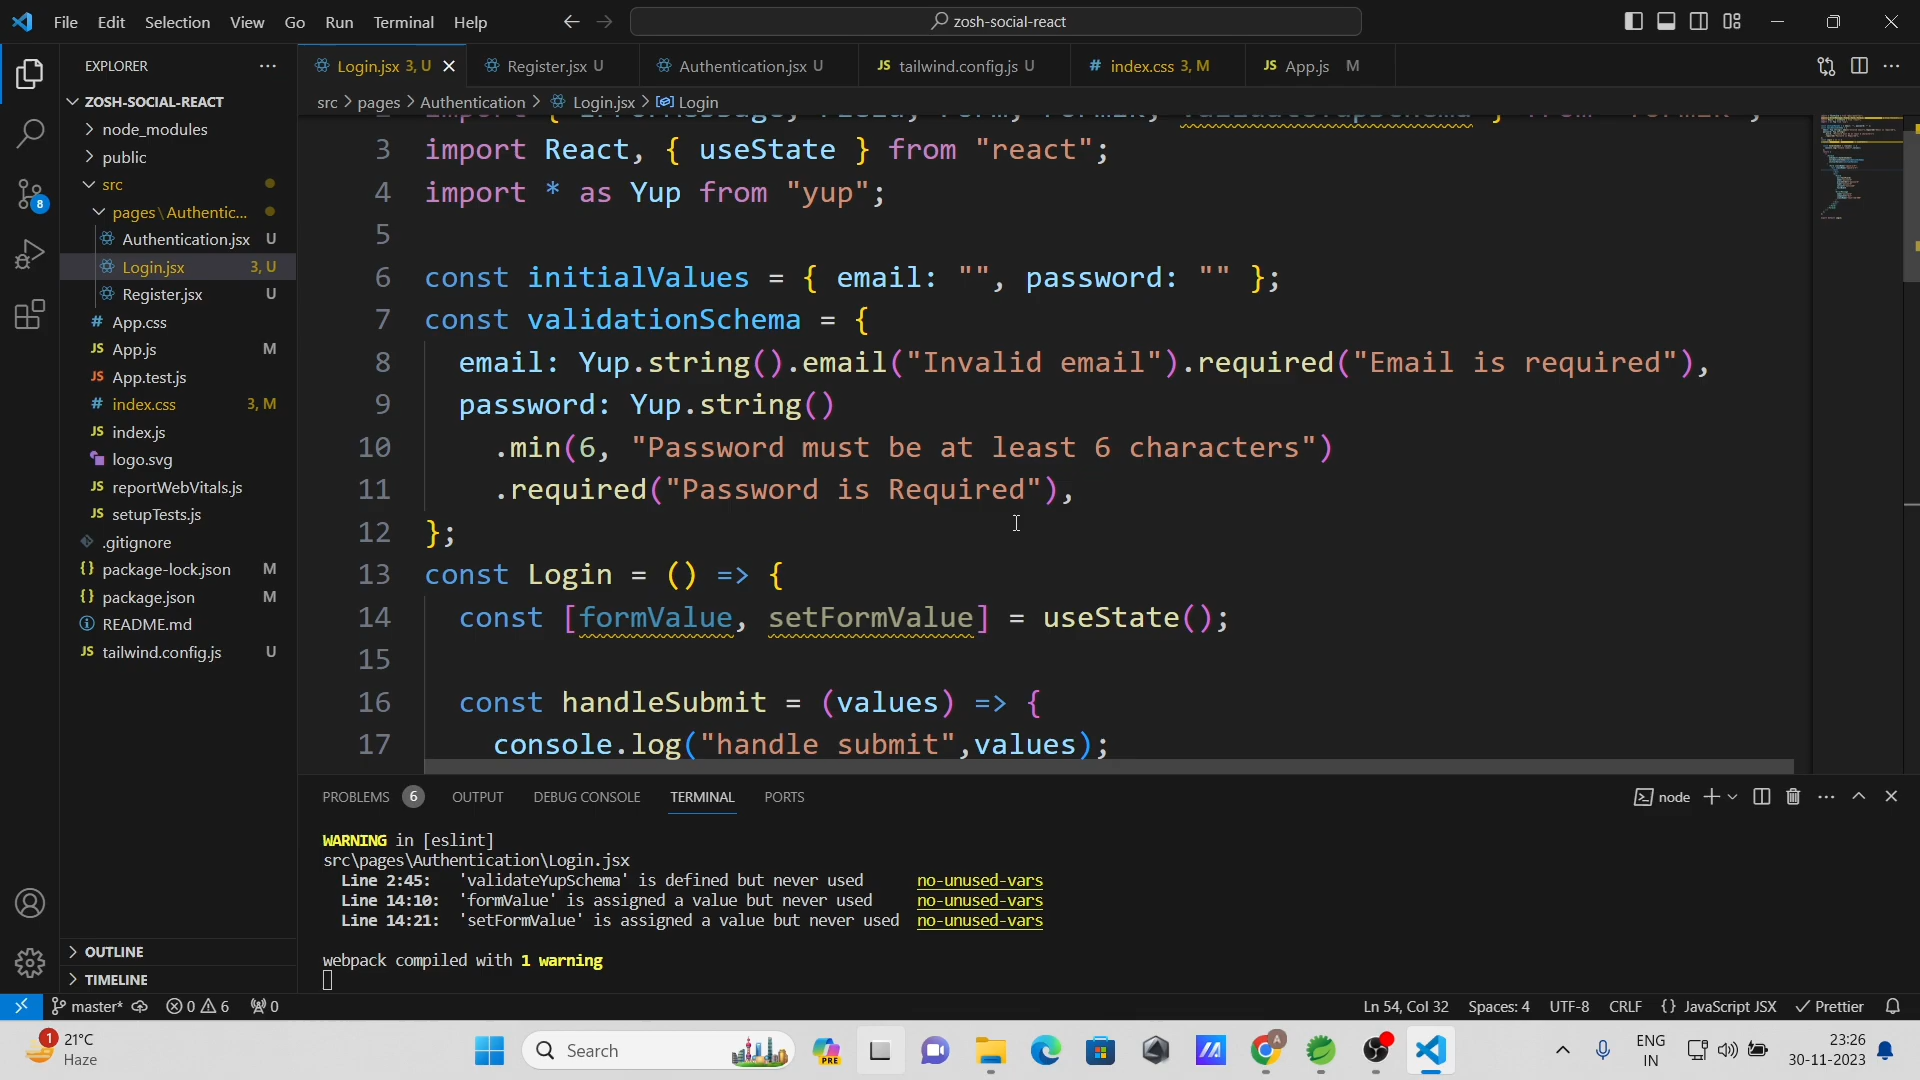 File Edit Selection View Go Run Terminal Help
zosh-social-react
EXPLORER
Login.jsx 3, U
Register.jsx U
Authentication.jsx U
JS tailwind.config.js U
# index.css 3, M
JS App.js M
src > pages > Authentication > Login.jsx > Login
ZOSH-SOCIAL-REACT
node_modules
public
src
pages\Authentic...
Authentication.jsx U
Login.jsx 3, U
Register.jsx U
# App.css
JS App.js M
JS App.test.js
# index.css 3, M
JS index.js
logo.svg
JS reportWebVitals.js
JS setupTests.js
.gitignore
{} package-lock.json M
{} package.json M
README.md
JS tailwind.config.js U
OUTLINE
TIMELINE
8
3 import React, { useState } from "react";
4 import * as Yup from "yup";
5
6 const initialValues = { email: "", password: "" };
7 const validationSchema = {
8 email: Yup.string().email("Invalid email").required("Email is required"),
9 password: Yup.string()
10 .min(6, "Password must be at least 6 characters")
11 .required("Password is Required"),
12 };
13 const Login = () => {
14 const [formValue, setFormValue] = useState();
15
16 const handleSubmit = (values) => {
17 console.log("handle submit",values);
PROBLEMS 6 OUTPUT DEBUG CONSOLE TERMINAL PORTS
node
WARNING in [eslint]
src\pages\Authentication\Login.jsx
Line 2:45: 'validateYupSchema' is defined but never used no-unused-vars
Line 14:10: 'formValue' is assigned a value but never used no-unused-vars
Line 14:21: 'setFormValue' is assigned a value but never used no-unused-vars
webpack compiled with 1 warning
master* 0 6 0
Ln 54, Col 32 Spaces: 4 UTF-8 CRLF {} JavaScript JSX Prettier
1 21°C
Haze
Search
PRE
A
ENG
IN
23:26
30-11-2023